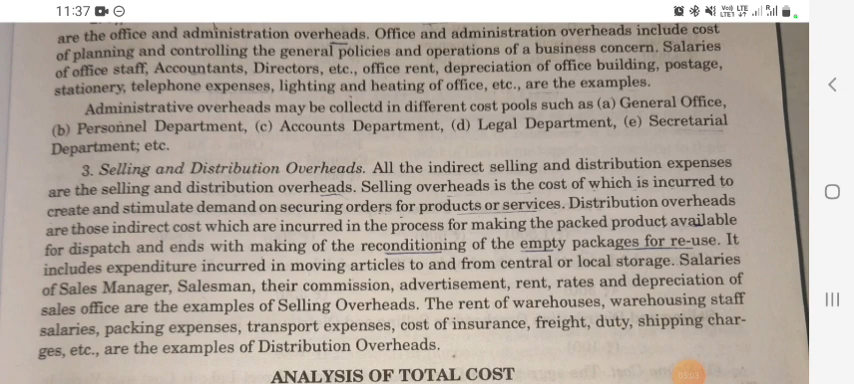 11:37
Vo)) LTE
LTE1
R
are the office and administration overheads. Office and administration overheads include cost
of planning and controlling the general policies and operations of a business concern. Salaries
of office staff, Accountants, Directors, etc., office rent, depreciation of office building, postage,
stationery, telephone expenses, lighting and heating of office, etc., are the examples.
Administrative overheads may be collectd in different cost pools such as (a) General Office,
(b) Personnel Department, (c) Accounts Department, (d) Legal Department, (e) Secretarial
Department; etc.
3. Selling and Distribution Overheads. All the indirect selling and distribution expenses
are the selling and distribution overheads. Selling overheads is the cost of which is incurred to
create and stimulate demand on securing orders for products or services. Distribution overheads
are those indirect cost which are incurred in the process for making the packed product available
for dispatch and ends with making of the reconditioning of the empty packages for re-use. It
includes expenditure incurred in moving articles to and from central or local storage. Salaries
of Sales Manager, Salesman, their commission, advertisement, rent, rates and depreciation of
sales office are the examples of Selling Overheads. The rent of warehouses, warehousing staff
salaries, packing expenses, transport expenses, cost of insurance, freight, duty, shipping char-
ges, etc., are the examples of Distribution Overheads.
ANALYSIS OF TOTAL COST